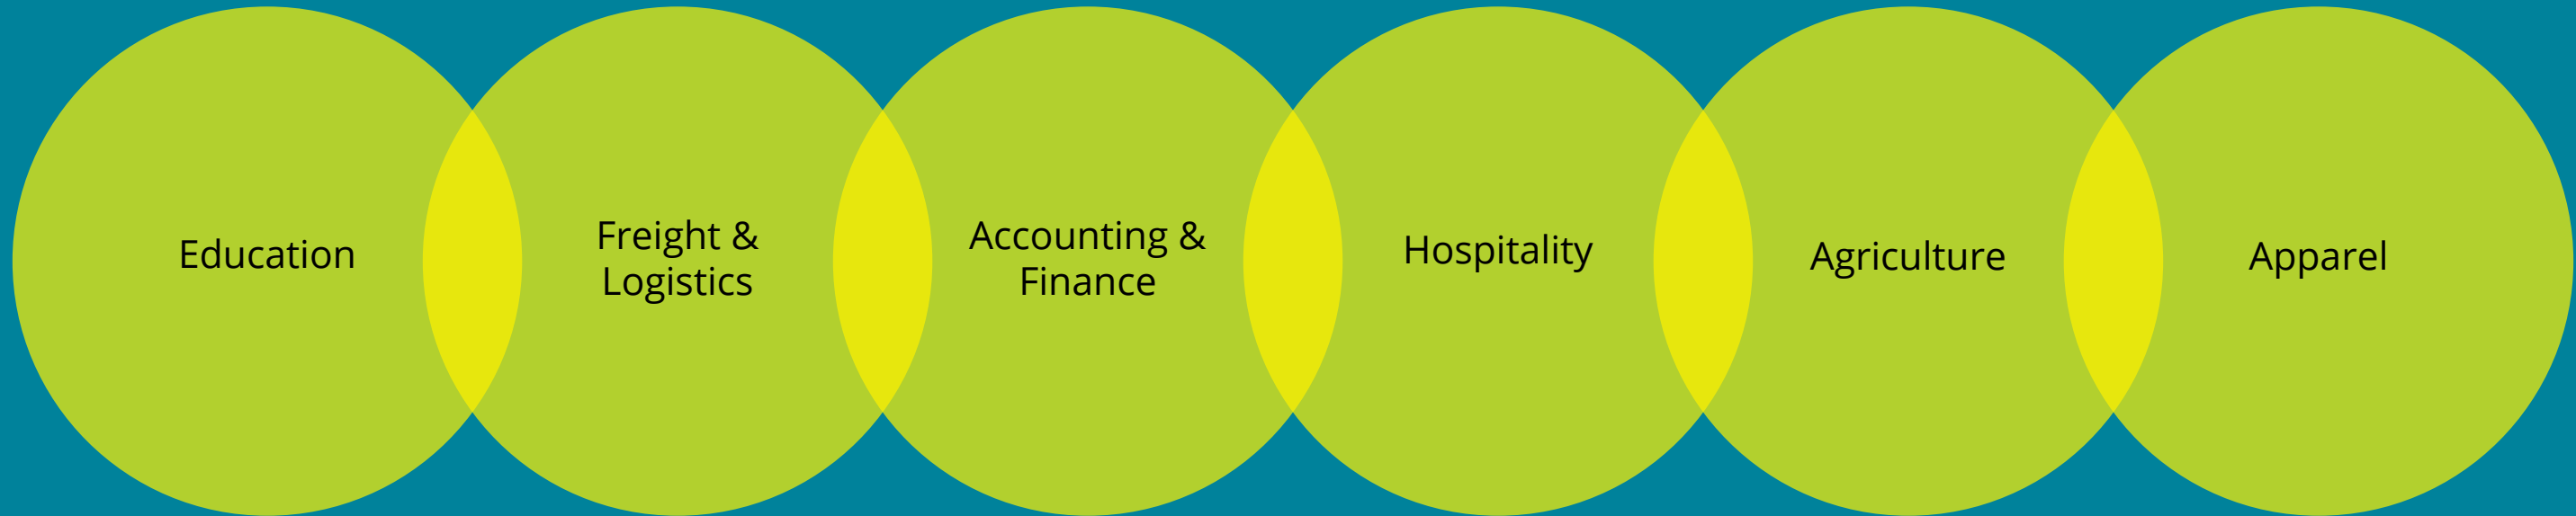 Education
Freight &
Logistics
Accounting &
Finance
Hospitality
Agriculture
Apparel